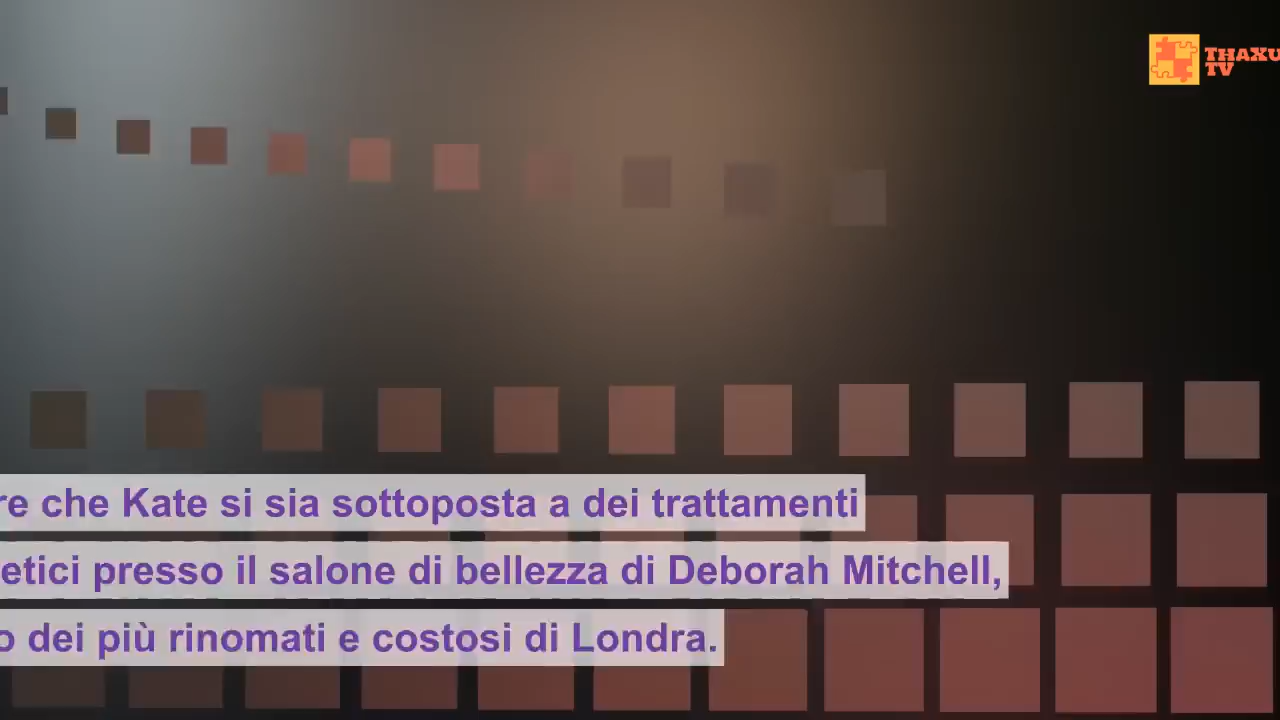 THAXU
TV
re che Kate si sia sottoposta a dei trattamenti
etici presso il salone di bellezza di Deborah Mitchell,
o dei più rinomati e costosi di Londra.